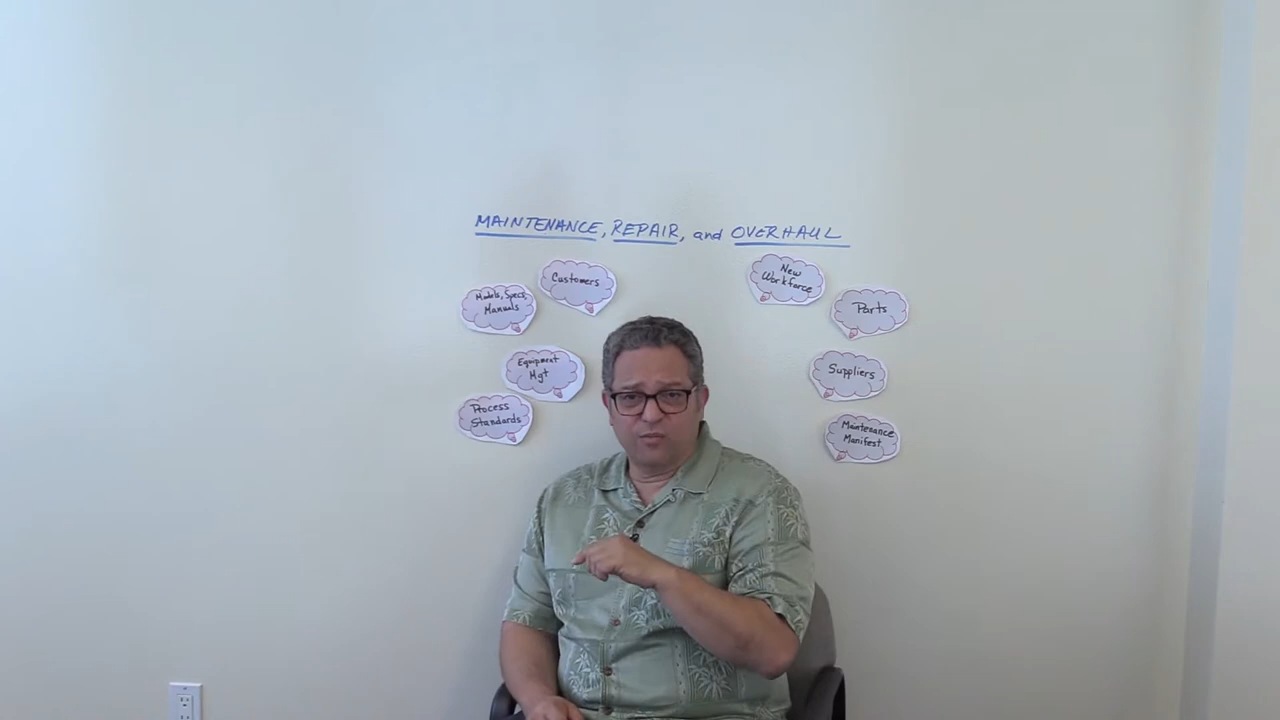 MAINTENANCE, REPAIR, and OVERHAUL
Customers
Models, Specs,
Manuals
Equipment
Mgt
Process
Standards
New
Workforce
Parts
Suppliers
Maintenance
Manifest